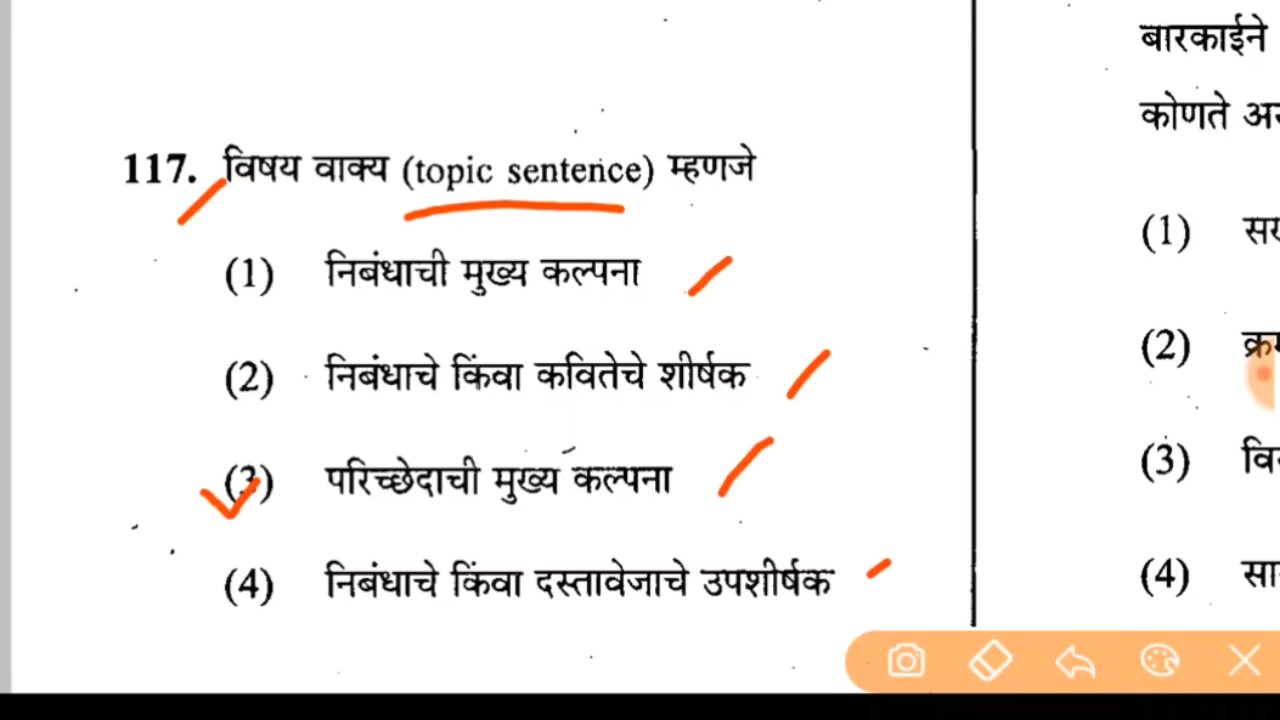 117. विषय वाक्य (topic sentence) म्हणजे
(1) निबंधाची मुख्य कल्पना
(2) निबंधाचे किंवा कवितेचे शीर्षक
(3) परिच्छेदाची मुख्य कल्पना
(4) निबंधाचे किंवा दस्तावेजाचे उपशीर्षक
बारकाईने
कोणते
(1)
(2)
(3)
(4)